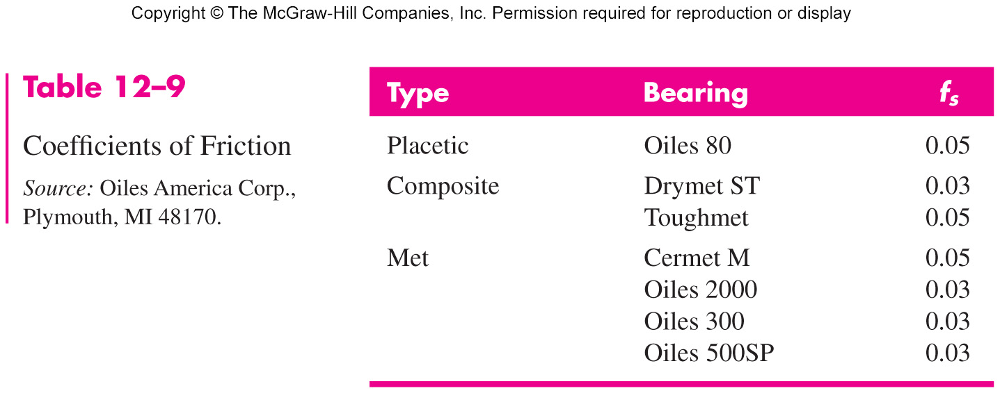 Copyright © The McGraw-Hill Companies, Inc. Permission required for reproduction or display
Table 12–9
Coefficients of Friction
Source: Oiles America Corp.,
Plymouth, MI 48170.
Type Bearing fs
Placetic Oiles 80 0.05
Composite Drymet ST 0.03
Toughmet 0.05
Met Cermet M 0.05
Oiles 2000 0.03
Oiles 300 0.03
Oiles 500SP 0.03